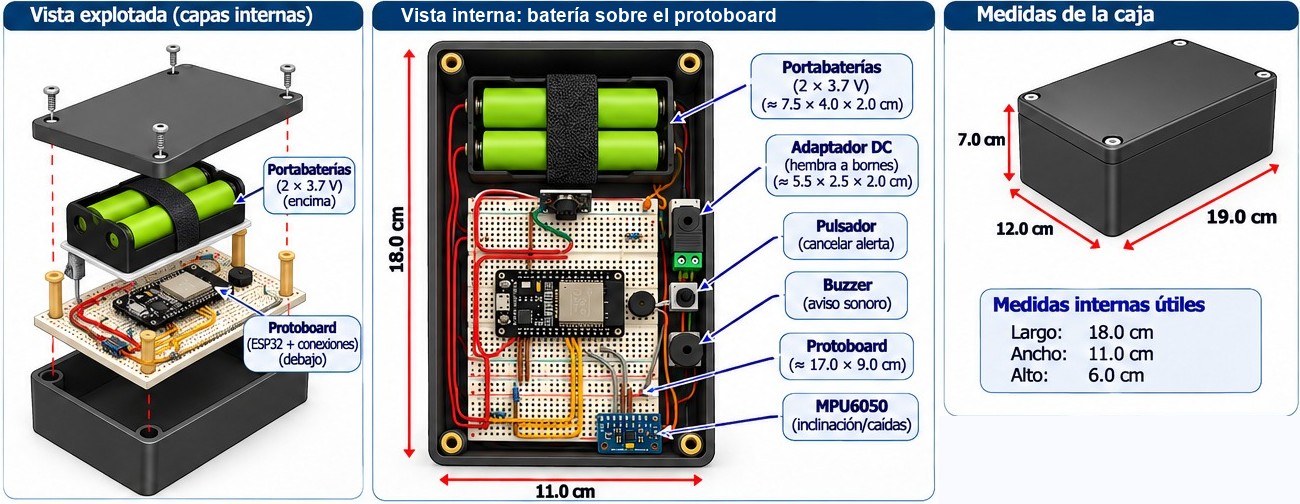 Vista explotada (capas internas)
Portabaterías
(2 × 3.7 V)
(encima)
Protoboard
(ESP32 + conexiones)
(debajo)
Vista interna: batería sobre el protoboard
18.0 cm
11.0 cm
Portabaterías
(2 × 3.7 V)
(≈ 7.5 × 4.0 × 2.0 cm)
Adaptador DC
(hembra a bornes)
(≈ 5.5 × 2.5 × 2.0 cm)
Pulsador
(cancelar alerta)
Buzzer
(aviso sonoro)
Protoboard
(≈ 17.0 × 9.0 cm)
MPU6050
(inclinación/caídas)
Medidas de la caja
7.0 cm
12.0 cm
19.0 cm
Medidas internas útiles
Largo: 18.0 cm
Ancho: 11.0 cm
Alto: 6.0 cm